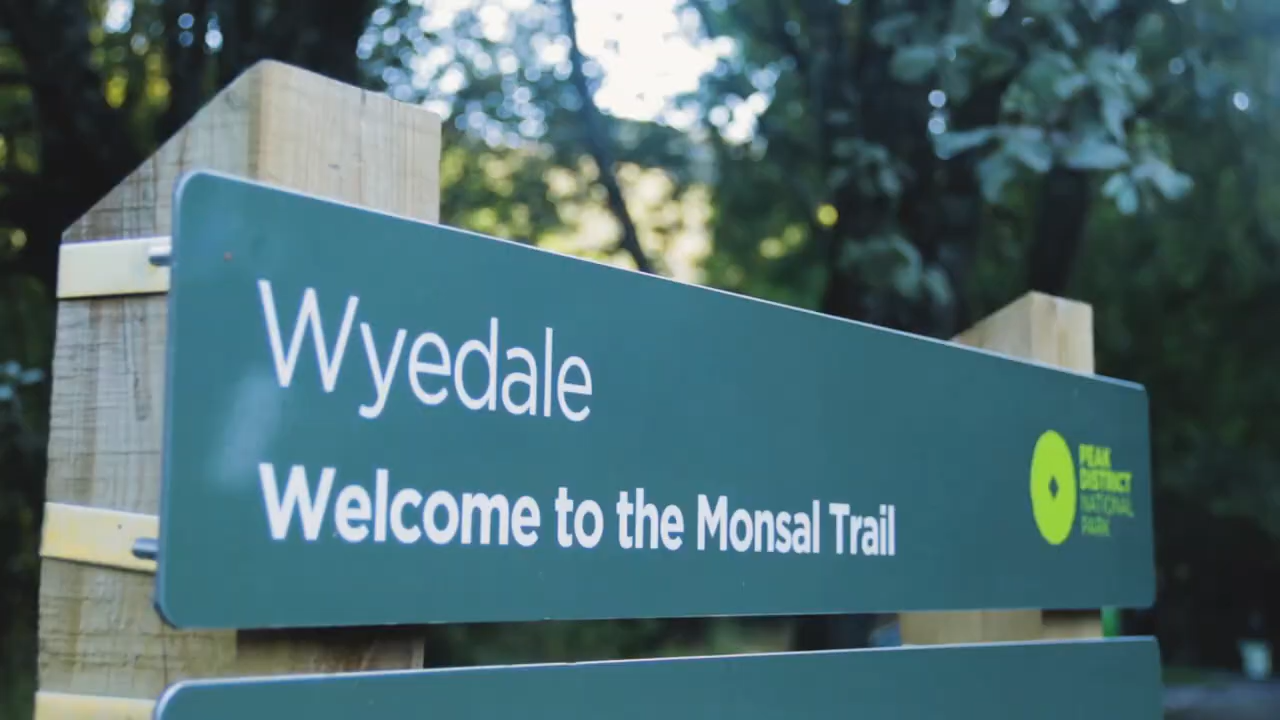 Wyedale
Welcome to the Monsal Trail
PEAK
DISTRICT
NATIONAL
PARK